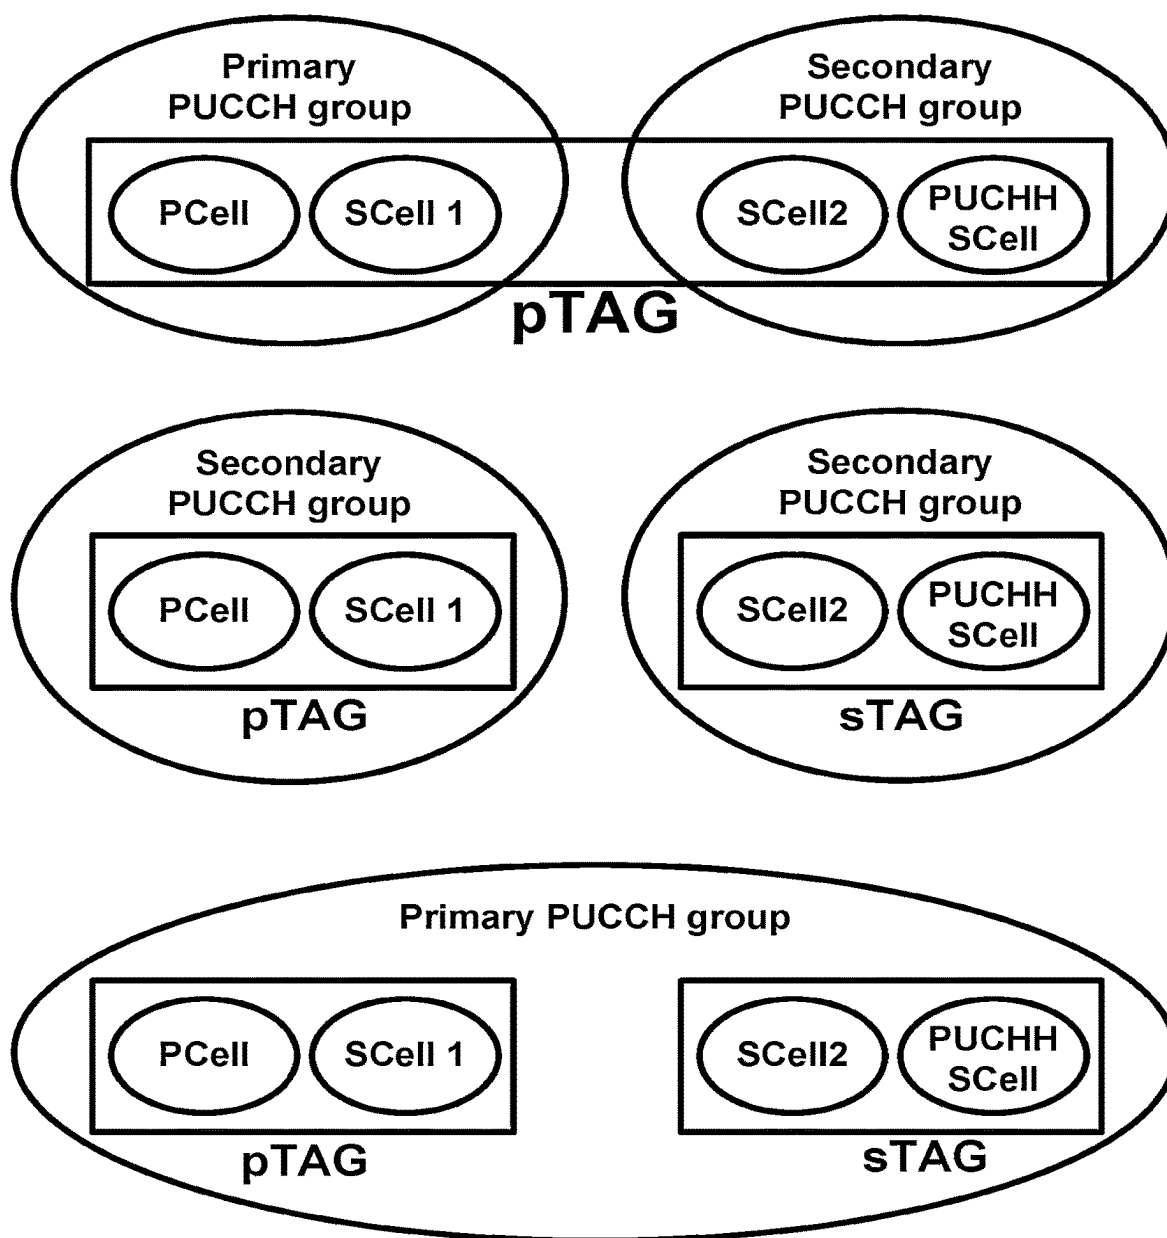 Primary
PUCCH group
Secondary
PUCCH group
PCell
SCell 1
SCell2
PUCHH
SCell
pTAG
Secondary
PUCCH group
Secondary
PUCCH group
PCell
SCell 1
SCell2
PUCHH
SCell
pTAG
sTAG
Primary PUCCH group
PCell
SCell 1
SCell2
PUCHH
SCell
pTAG
sTAG